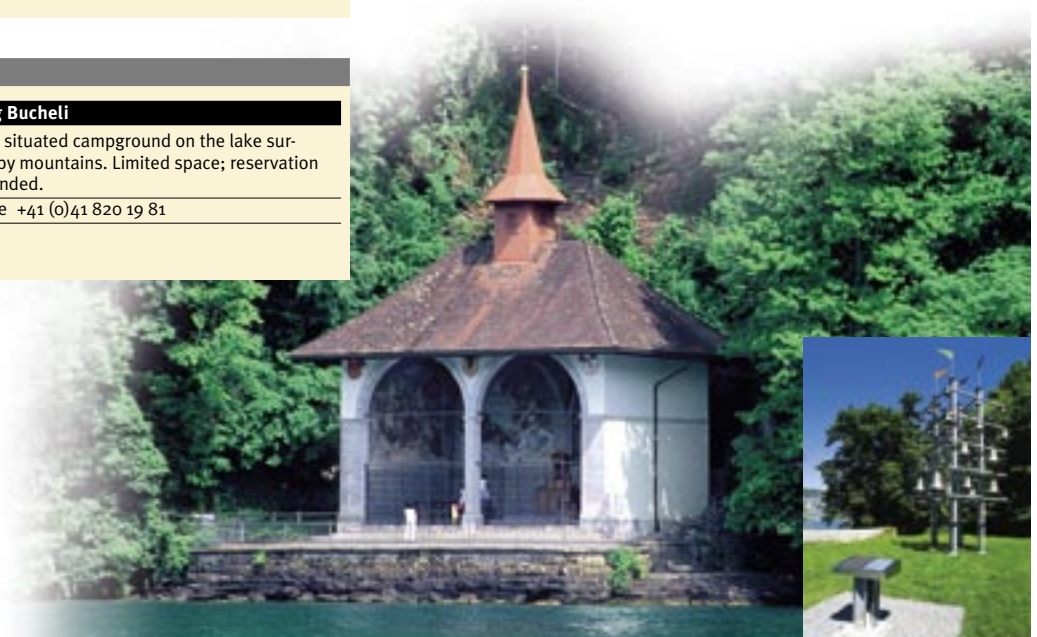 Bucheli
situated campground on the lake sur-
by mountains. Limited space; reservation
nded.
e +41 (0)41 820 19 81